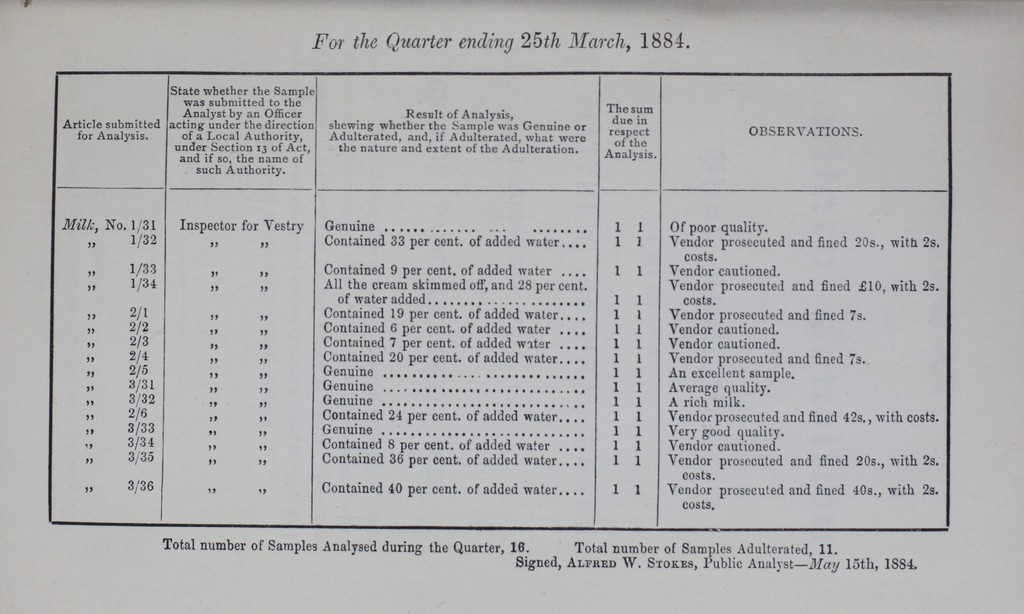 For the Quarter ending 25th March, 1884.
Article submitted
for Analysis.
State whether the Sample
was submitted to the
Analyst by an Officer
acting under the direction
of a Local Authority,
under Section 13 of Act,
and if so, the name of
such Authority.
Result of Analysis,
shewing whether the Sample was Genuine or
Adulterated, and, if Adulterated, what were
the nature and extent of the Adulteration.
The sum
due in
respect
of the
Analysis.
OBSERVATIONS.
Milk, No. 1/31 Inspector for Vestry Genuine ........ 1 1 Of poor quality.
„ 1/32 „ „ Contained 33 per cent. of added water.... 1 1 Vendor prosecuted and fined 20s., with 2s.
costs.
„ 1/33 „ „ Contained 9 per cent. of added water .... 1 1 Vendor cautioned.
„ 1/34 „ „ All the cream skimmed off, and 28 per cent. Vendor prosecuted and fined £10, with 2s.
of water added........ 1 1 costs.
„ 2/1 „ „ Contained 19 per cent. of added water.... 1 1 Vendor prosecuted and fined 7s.
„ 2/2 „ „ Contained 6 per cent. of added water .... 1 1 Vendor cautioned.
„ 2/3 „ „ Contained 7 per cent. of added water .... 1 1 Vendor cautioned.
„ 2/4 „ „ Contained 20 per cent. of added water.... 1 1 Vendor prosecuted and fined 7s.
„ 2/5 „ „ Genuine ........ 1 1 An excellent sample.
„ 3/31 „ „ Genuine ........ 1 1 Average quality.
„ 3/32 „ „ Genuine ........ 1 1 A rich milk.
„ 2/6 „ „ Contained 24 per cent. of added water.... 1 1 Vendor prosecuted and fined 42s., with costs.
„ 3/33 „ „ Genuine ........ 1 1 Very good quality.
„ 3/34 „ „ Contained 8 per cent. of added water .... 1 1 Vendor cautioned.
„ 3/35 „ „ Contained 36 per cent. of added water.... 1 1 Vendor prosecuted and fined 20s., with 2s.
costs.
„ 3/36 „ „ Contained 40 per cent. of added water.... 1 1 Vendor prosecuted and fined 40s., with 2s.
costs.
Total number of Samples Analysed during the Quarter, 16. Total number of Samples Adulterated, 11.
Signed, ALFRED W. STOKES, Public Analyst—May 15th, 1884.